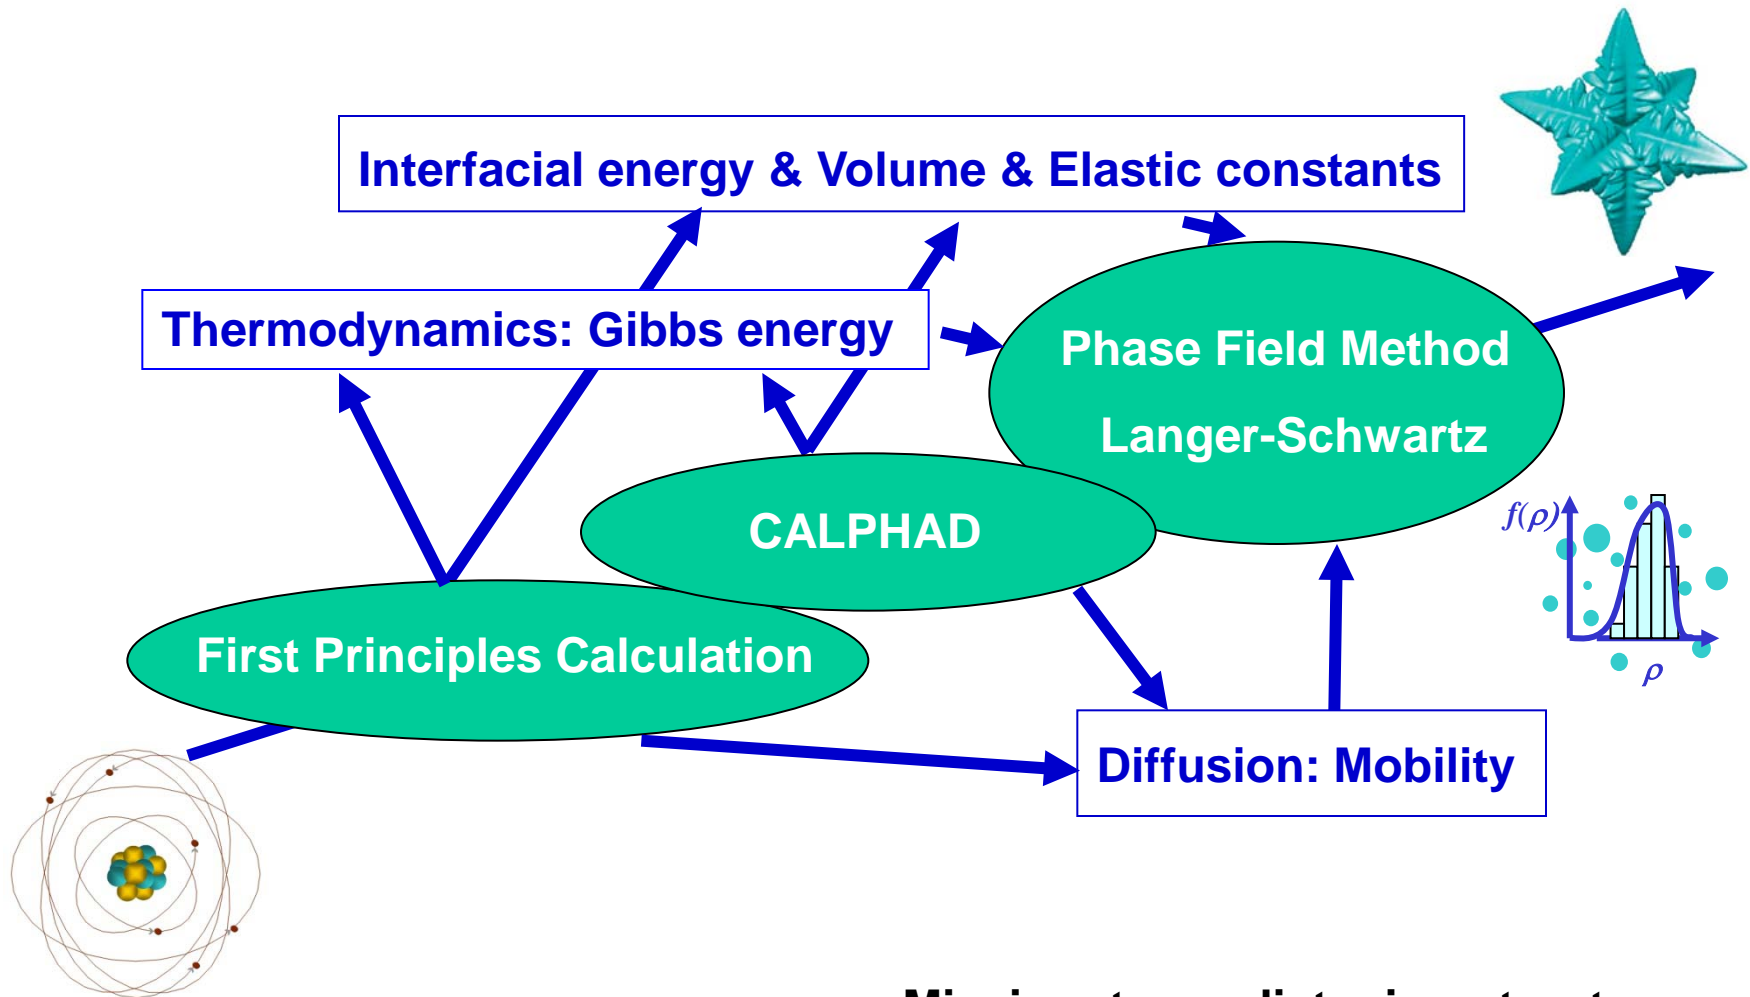 Interfacial energy & Volume & Elastic constants
Thermodynamics: Gibbs energy
Phase Field Method
Langer-Schwartz
CALPHAD
f(ρ)
First Principles Calculation
ρ
Diffusion: Mobility